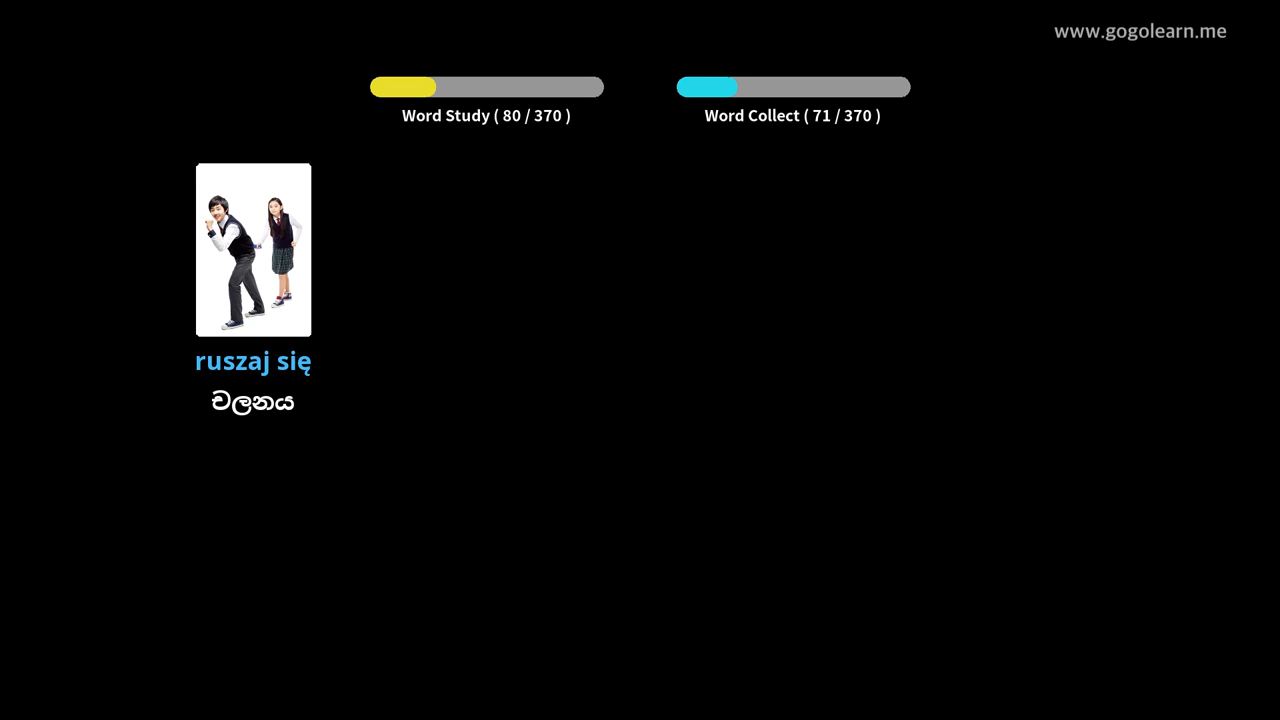 www.gogolearn.me
Word Study ( 80 / 370 )
Word Collect ( 71 / 370 )
ruszaj się
චලනය